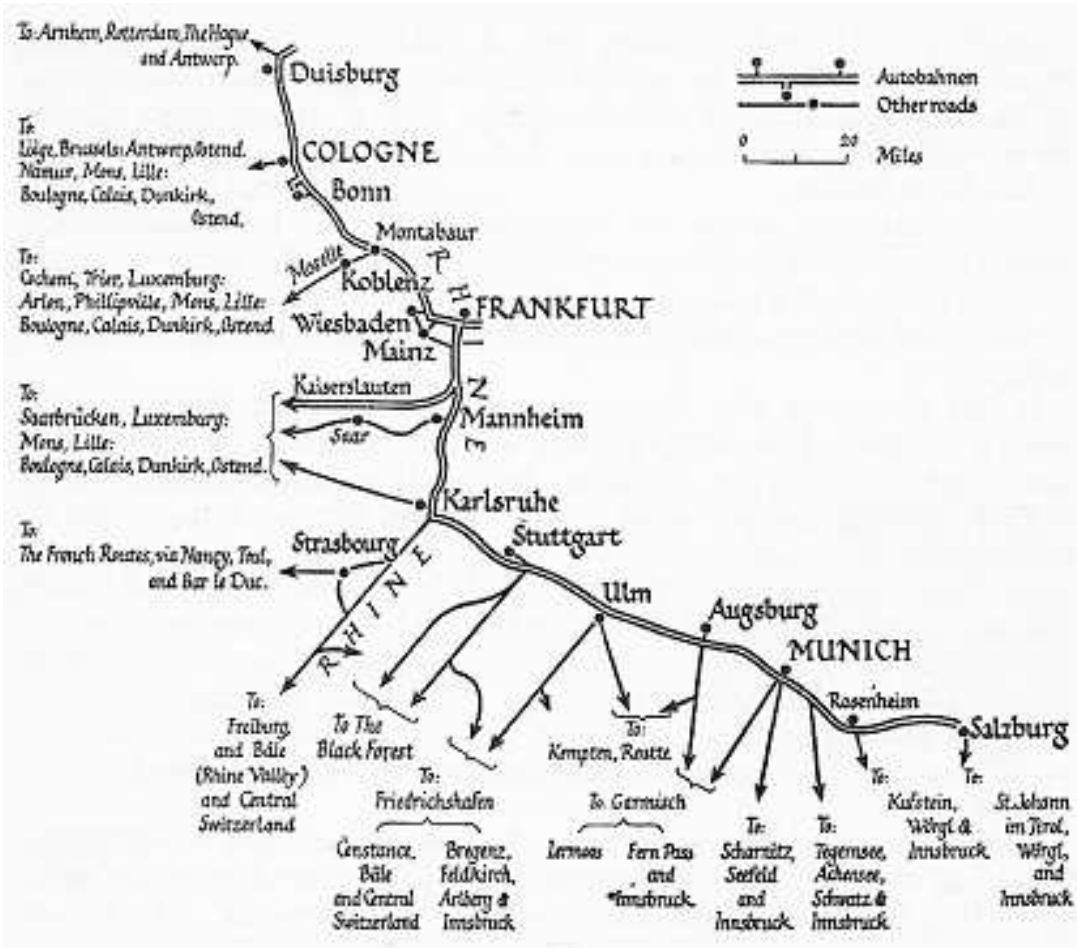 To: Arnhem, Rotterdam, The Hague
and Antwerp.
Duisburg
Autobahnen
Other roads
0 20
Miles
To:
Liège, Brussels: Antwerp, Ostend.
Namur, Mons, Lille:
Boulogne, Calais, Dunkirk,
Ostend.
COLOGNE
Bonn
Montabaur
To:
Cochem, Trier, Luxemburg:
Arlon, Phillipville, Mons, Lille:
Boulogne, Calais, Dunkirk, Ostend
Moselle
Koblenz
RHINE
FRANKFURT
Wiesbaden
Mainz
To:
Saarbrücken, Luxemburg:
Mons, Lille:
Boulogne, Calais, Dunkirk, Ostend.
Kaiserslauten
Saar
Mannheim
Karlsruhe
To:
The French Routes, via Nancy, Toul,
and Bar le Duc.
Strasbourg
RHINE
Stuttgart
Ulm
Augsburg
MUNICH
Rosenheim
Salzburg
To:
Freiburg
and Bâle
(Rhine Valley)
and Central
Switzerland
To The
Black Forest
To:
Friedrichshafen
Constance,
Bâle
and Central
Switzerland
Bregenz,
Feldkirch,
Arlberg &
Innsbruck
To:
Kempten, Reutte.
To Garmisch
Lermoos
Fern Pass
and
Innsbruck.
To:
Scharnitz,
Seefeld
and
Innsbruck
To:
Tegernsee,
Achensee,
Schwatz &
Innsbruck
To:
Kufstein,
Wörgl &
Innsbruck.
To:
St. Johann
im Tirol,
Wörgl,
and
Innsbruck